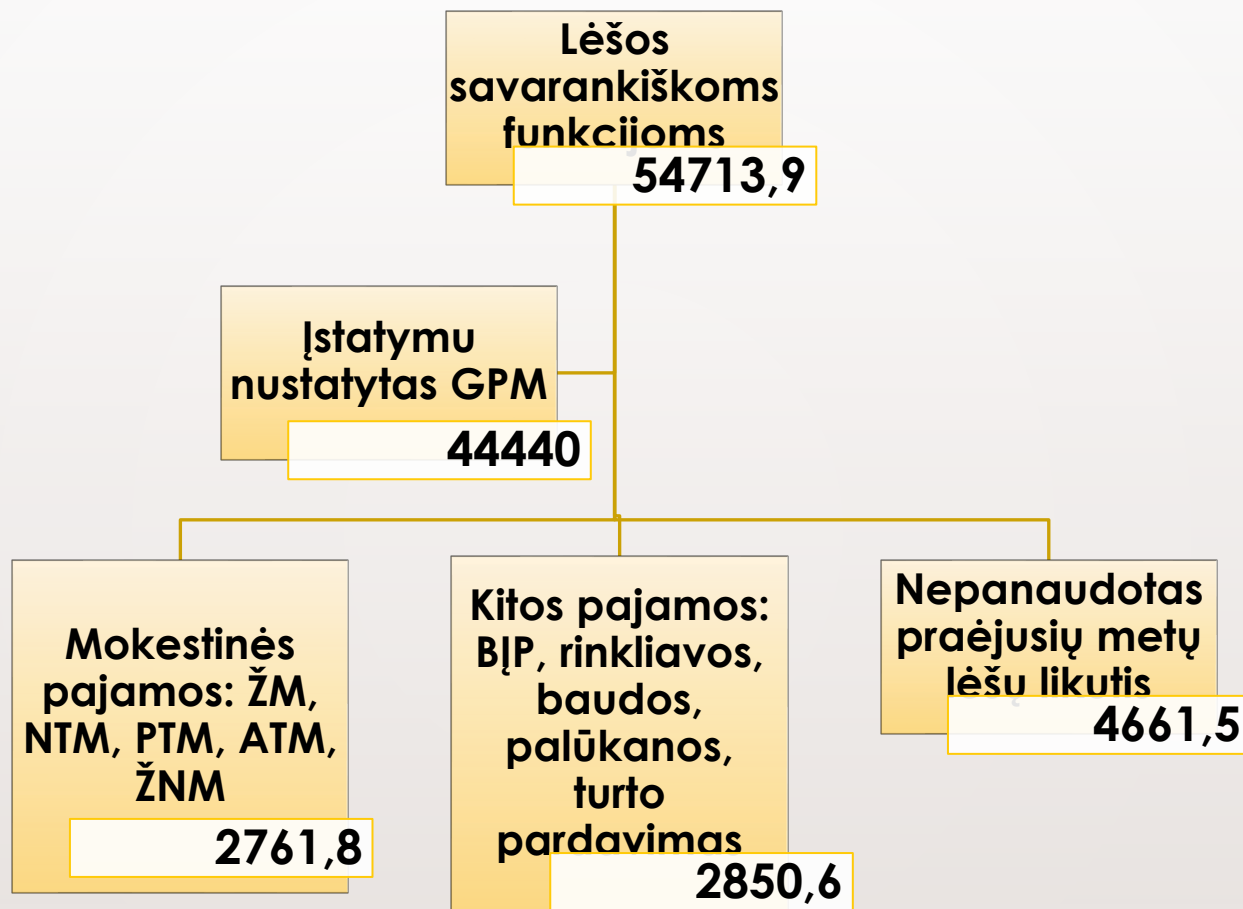 Lėšos
savarankiškoms
funkcijoms
54713,9
Įstatymu
nustatytas GPM
44440
Mokestinės
pajamos: ŽM,
NTM, PTM, ATM,
ŽNM
2761,8
Kitos pajamos:
BĮP, rinkliavos,
baudos,
palūkanos,
turto
pardavimas
2850,6
Nepanaudotas
praėjusių metų
lėšų likutis
4661,5